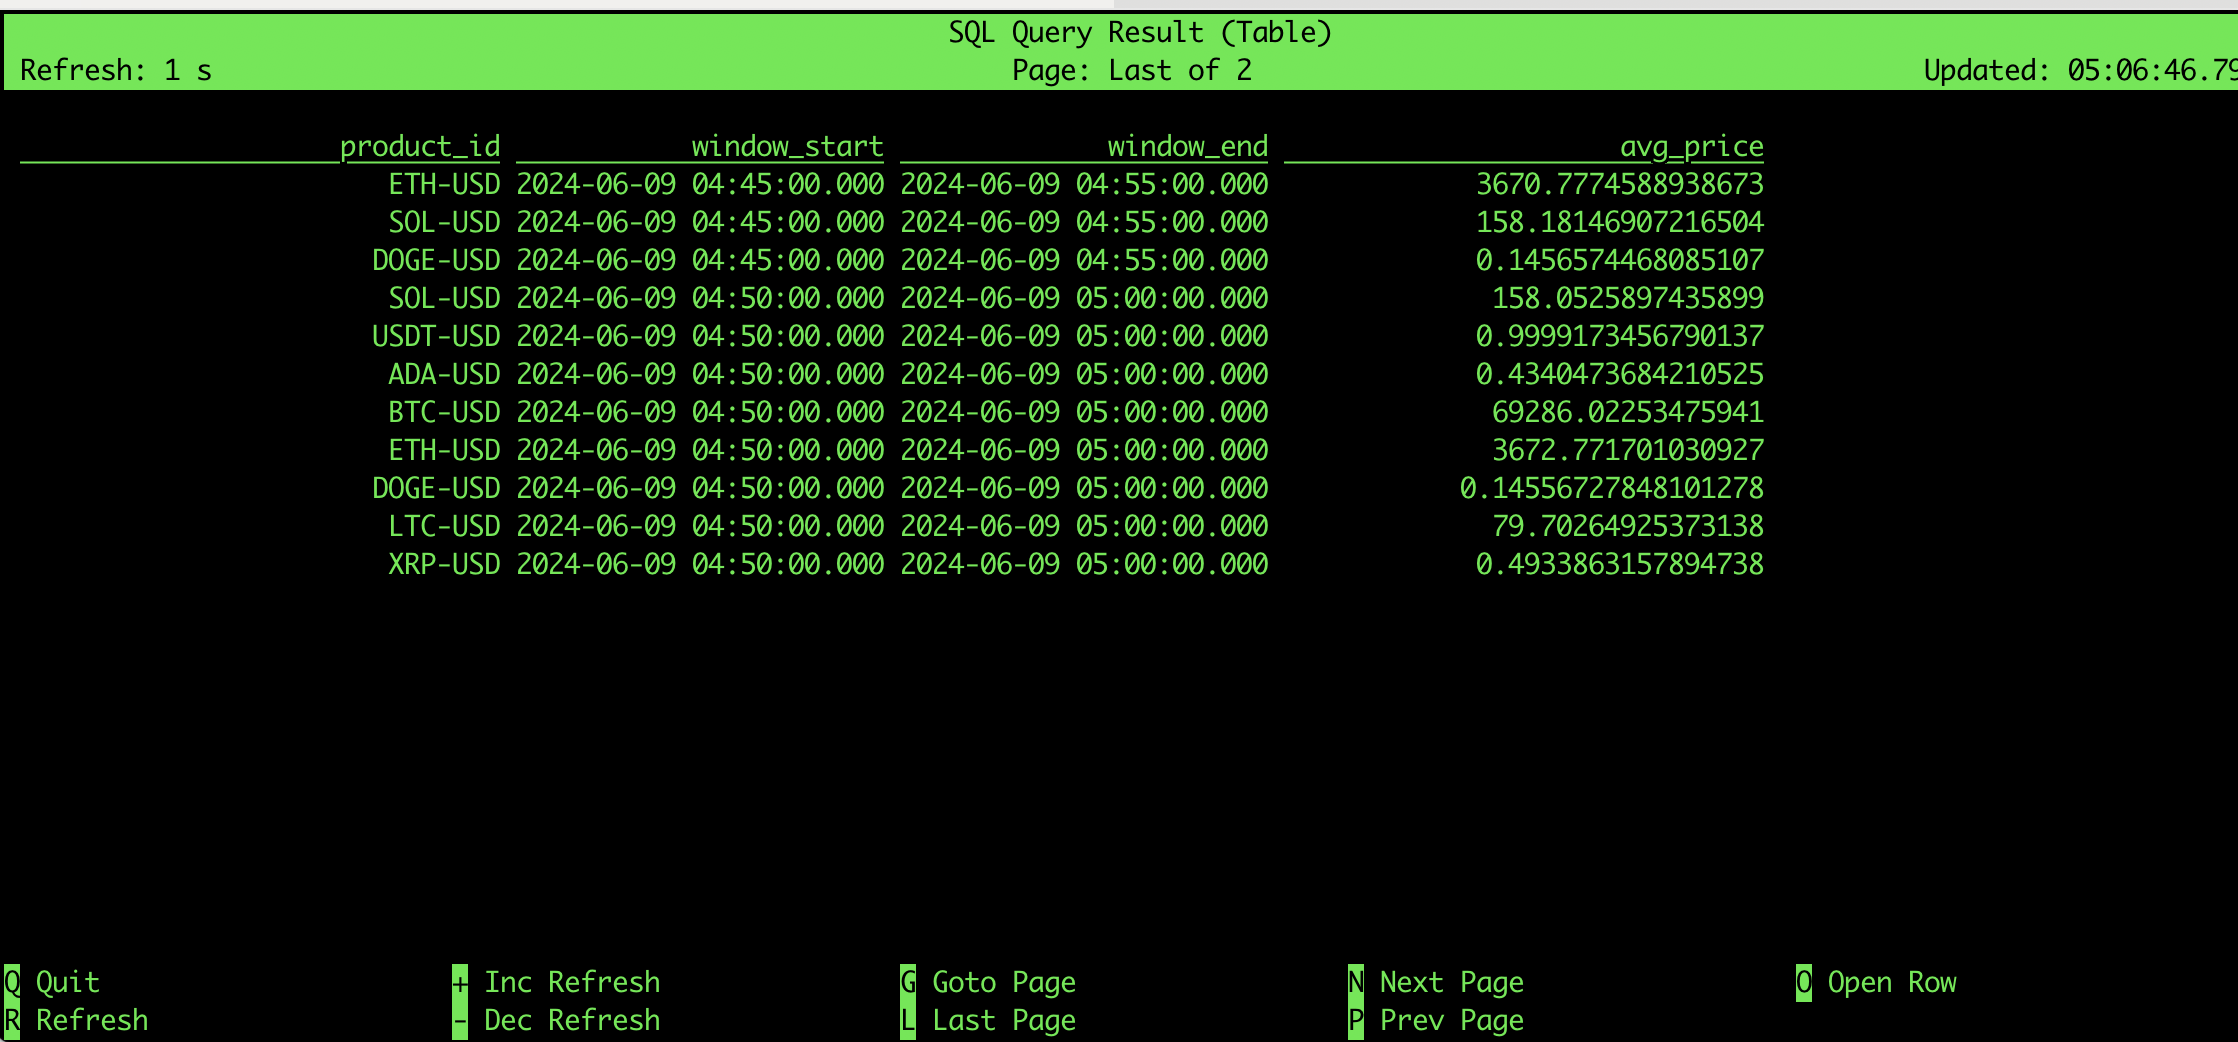 SQL Query Result (Table)
Refresh: 1 s Page: Last of 2 Updated: 05:06:46.79
product_id window_start window_end avg_price
ETH-USD 2024-06-09 04:45:00.000 2024-06-09 04:55:00.000 3670.7774588938673
SOL-USD 2024-06-09 04:45:00.000 2024-06-09 04:55:00.000 158.18146907216504
DOGE-USD 2024-06-09 04:45:00.000 2024-06-09 04:55:00.000 0.1456574468085107
SOL-USD 2024-06-09 04:50:00.000 2024-06-09 05:00:00.000 158.0525897435899
USDT-USD 2024-06-09 04:50:00.000 2024-06-09 05:00:00.000 0.9999173456790137
ADA-USD 2024-06-09 04:50:00.000 2024-06-09 05:00:00.000 0.4340473684210525
BTC-USD 2024-06-09 04:50:00.000 2024-06-09 05:00:00.000 69286.02253475941
ETH-USD 2024-06-09 04:50:00.000 2024-06-09 05:00:00.000 3672.771701030927
DOGE-USD 2024-06-09 04:50:00.000 2024-06-09 05:00:00.000 0.14556727848101278
LTC-USD 2024-06-09 04:50:00.000 2024-06-09 05:00:00.000 79.70264925373138
XRP-USD 2024-06-09 04:50:00.000 2024-06-09 05:00:00.000 0.4933863157894738
Q Quit + Inc Refresh G Goto Page N Next Page O Open Row
R Refresh - Dec Refresh L Last Page P Prev Page